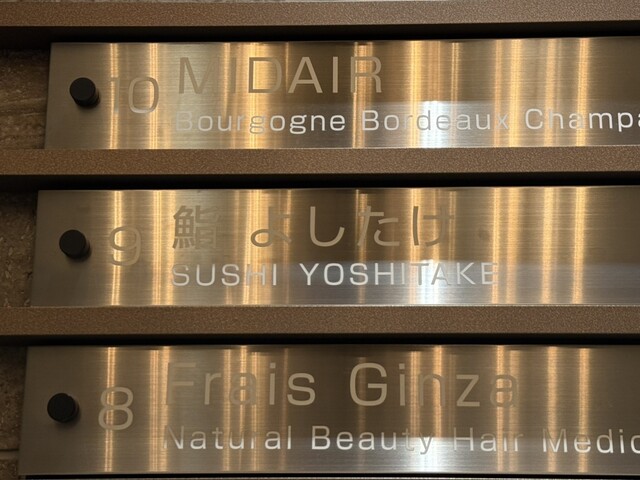 10 MIDAIR
Bourgogne Bordeaux Champa
9 鮨 よしたけ
SUSHI YOSHITAKE
8 Frais Ginza
Natural Beauty Hair Medic